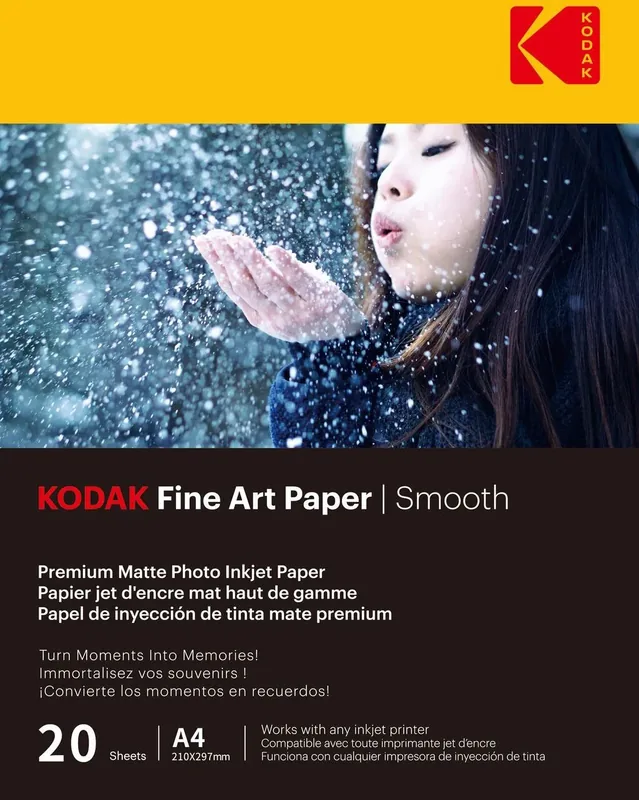 KODAK
KODAK Fine Art Paper | Smooth
Premium Matte Photo Inkjet Paper
Papier jet d'encre mat haut de gamme
Papel de inyección de tinta mate premium
Turn Moments Into Memories!
Immortalisez vos souvenirs !
¡Convierte los momentos en recuerdos!
20 Sheets
A4
210X297mm
Works with any inkjet printer
Compatible avec toute imprimante jet d'encre
Funciona con cualquier impresora de inyección de tinta